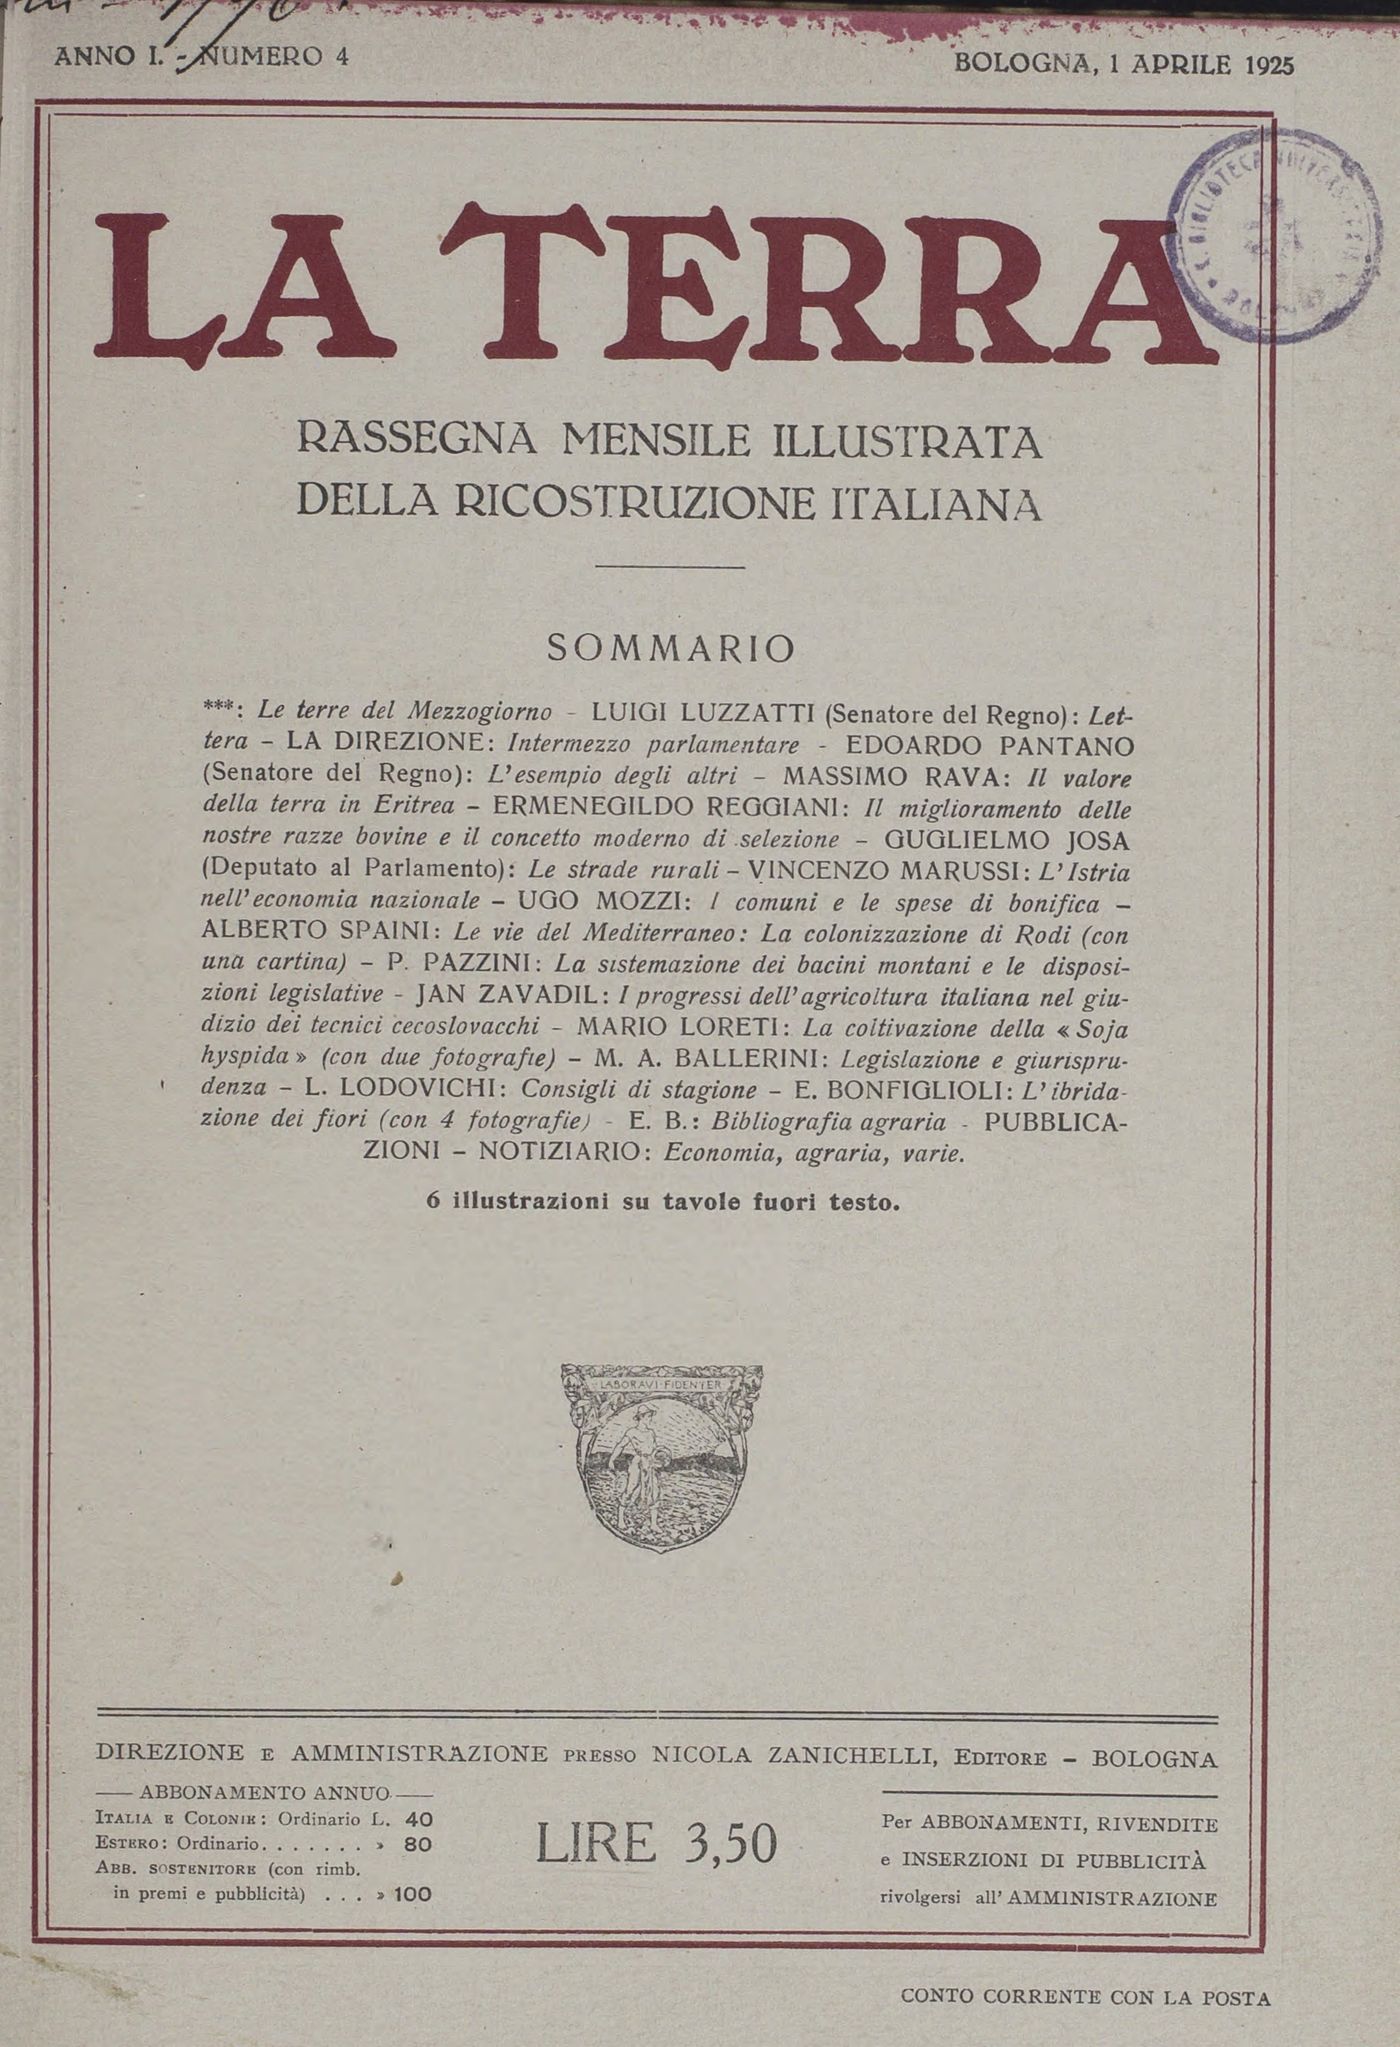 ANNO I. - NUMERO 4
BOLOGNA, 1 APRILE 1925
LA TERRA
RASSEGNA MENSILE ILLUSTRATA
DELLA RICOSTRUZIONE ITALIANA
SOMMARIO
***: Le terre del Mezzogiorno - LUIGI LUZZATTI (Senatore del Regno): Let-
tera - LA DIREZIONE: Intermezzo parlamentare - EDOARDO PANTANO
(Senatore del Regno): L'esempio degli altri - MASSIMO RAVA: Il valore
della terra in Eritrea - ERMENEGILDO REGGIANI: Il miglioramento delle
nostre razze bovine e il concetto moderno di selezione - GUGLIELMO JOSA
(Deputato al Parlamento): Le strade rurali - VINCENZO MARUSSI: L'Istria
nell'economia nazionale - UGO MOZZI: I comuni e le spese di bonifica -
ALBERTO SPAINI: Le vie del Mediterraneo: La colonizzazione di Rodi (con
una cartina) - P. PAZZINI: La sistemazione dei bacini montani e le disposi-
zioni legislative - JAN ZAVADIL: I progressi dell'agricoltura italiana nel giu-
dizio dei tecnici cecoslovacchi - MARIO LORETI: La coltivazione della « Soja
hyspida » (con due fotografie) - M. A. BALLERINI: Legislazione e giurispru-
denza - L. LODOVICHI: Consigli di stagione - E. BONFIGLIOLI: L'ibrida-
zione dei fiori (con 4 fotografie) - E. B.: Bibliografia agraria - PUBBLICA-
ZIONI - NOTIZIARIO: Economia, agraria, varie.
6 illustrazioni su tavole fuori testo.
LABORAVI FIDENTER
DIREZIONE E AMMINISTRAZIONE PRESSO NICOLA ZANICHELLI, EDITORE - BOLOGNA
ABBONAMENTO ANNUO
ITALIA E COLONIE: Ordinario L. 40
ESTERO: Ordinario. . . . . . . » 80
ABB. SOSTENITORE (con rimb.
in premi e pubblicità) . . . » 100
LIRE 3,50
Per ABBONAMENTI, RIVENDITE
e INSERZIONI DI PUBBLICITÀ
rivolgersi all'AMMINISTRAZIONE
CONTO CORRENTE CON LA POSTA